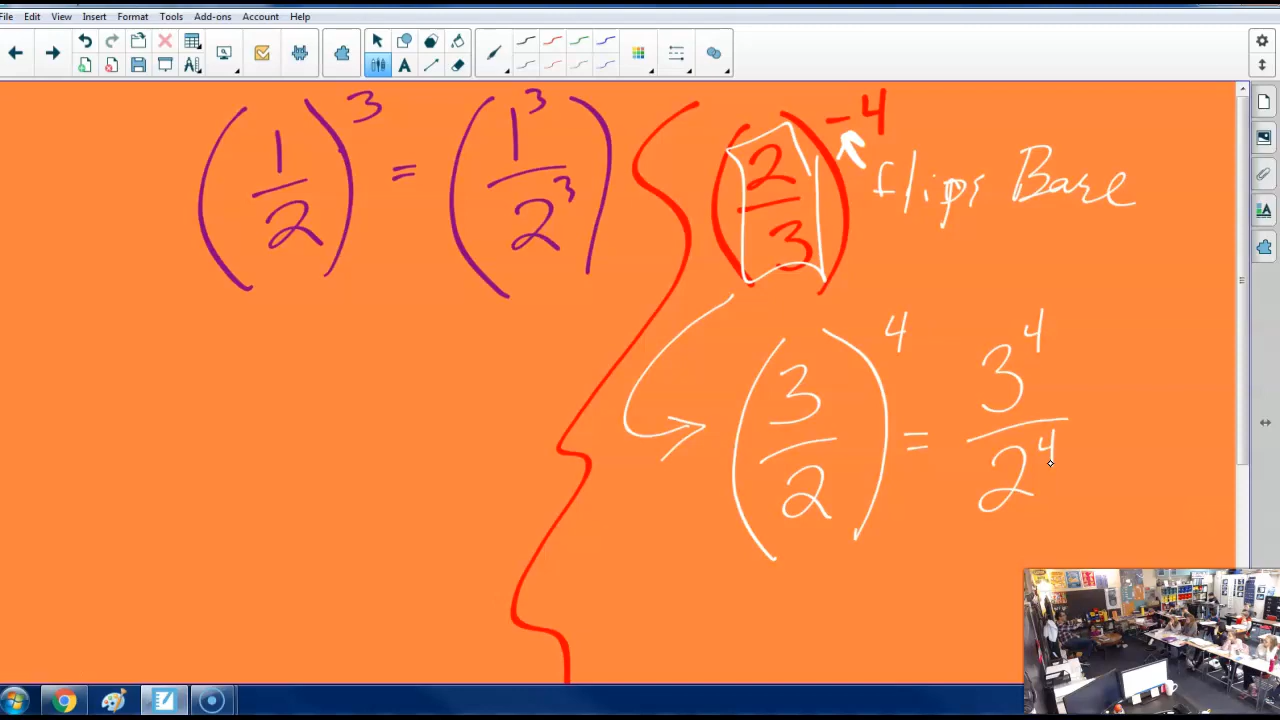 File Edit View Insert Format Tools Add-ons Account Help
(1/2)^3 = (1^3/2^3)
(2/3)^-4
flips Base
(3/2)^4 = 3^4/2^4